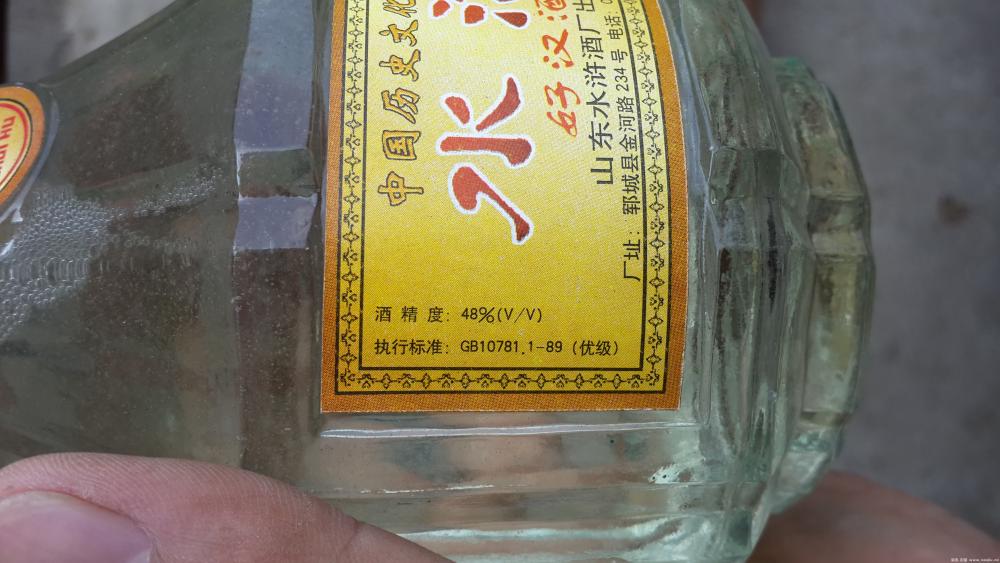 中国历史文化
水
好汉酒
山东水浒酒厂出
厂址：郓城县金河路234号 电话
酒 精 度：48%(V/V)
执行标准：GB10781.1-89（优级）